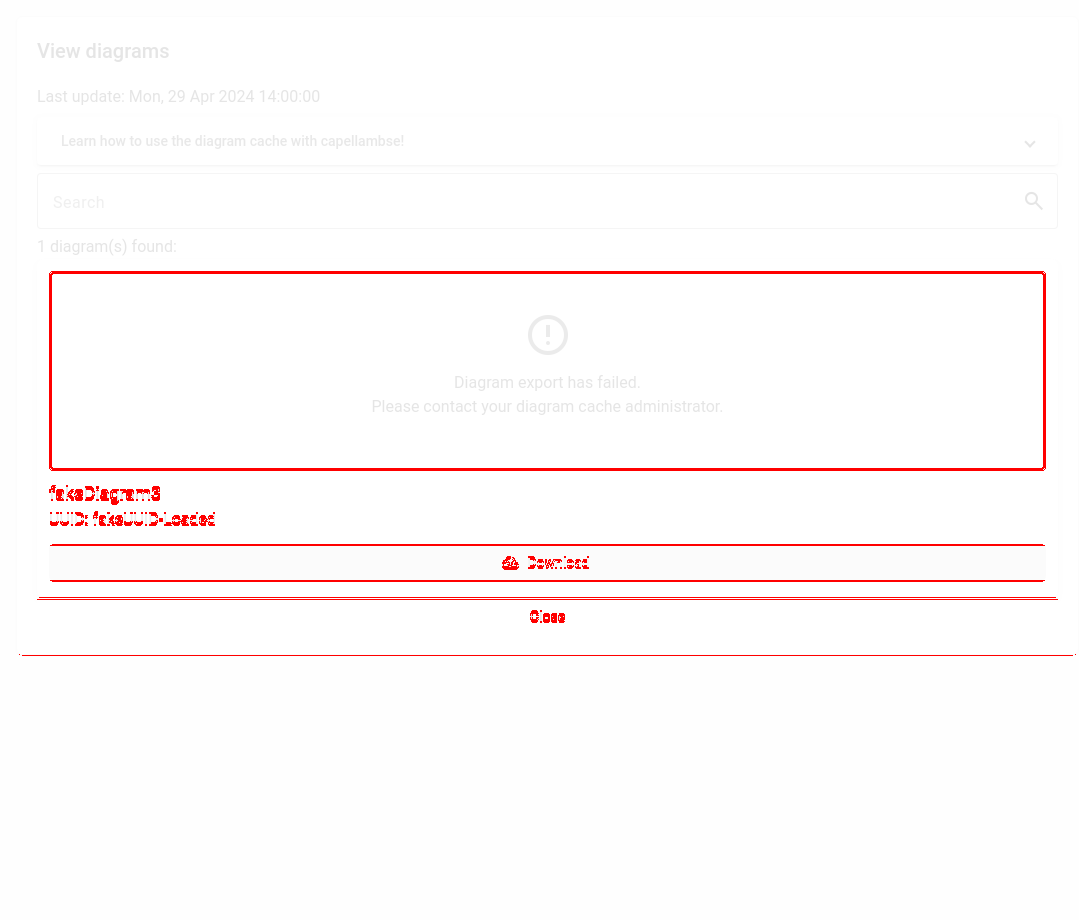 View diagrams
Last update: Mon, 29 Apr 2024 14:00:00
Learn how to use the diagram cache with capellambse!
Search
1 diagram(s) found:
Diagram export has failed.
Please contact your diagram cache administrator.
fakeDiagram3
UUID: fakeUUID-Loaded
Download
Close